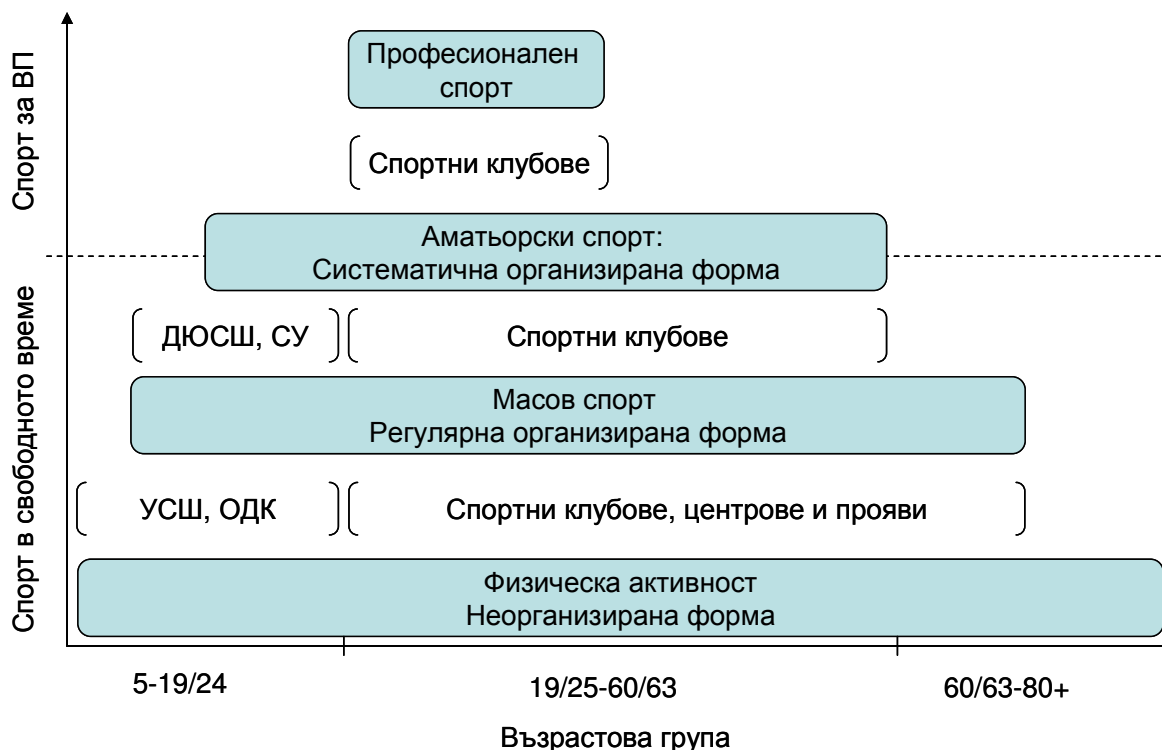 Спорт за ВП
Професионален
спорт
Спортни клубове
Аматьорски спорт:
Систематична организирана форма
Спорт в свободното време
ДЮСШ, СУ
Спортни клубове
Масов спорт
Регулярна организирана форма
УСШ, ОДК
Спортни клубове, центрове и прояви
Физическа активност
Неорганизирана форма
5-19/24
19/25-60/63
60/63-80+
Възрастова група